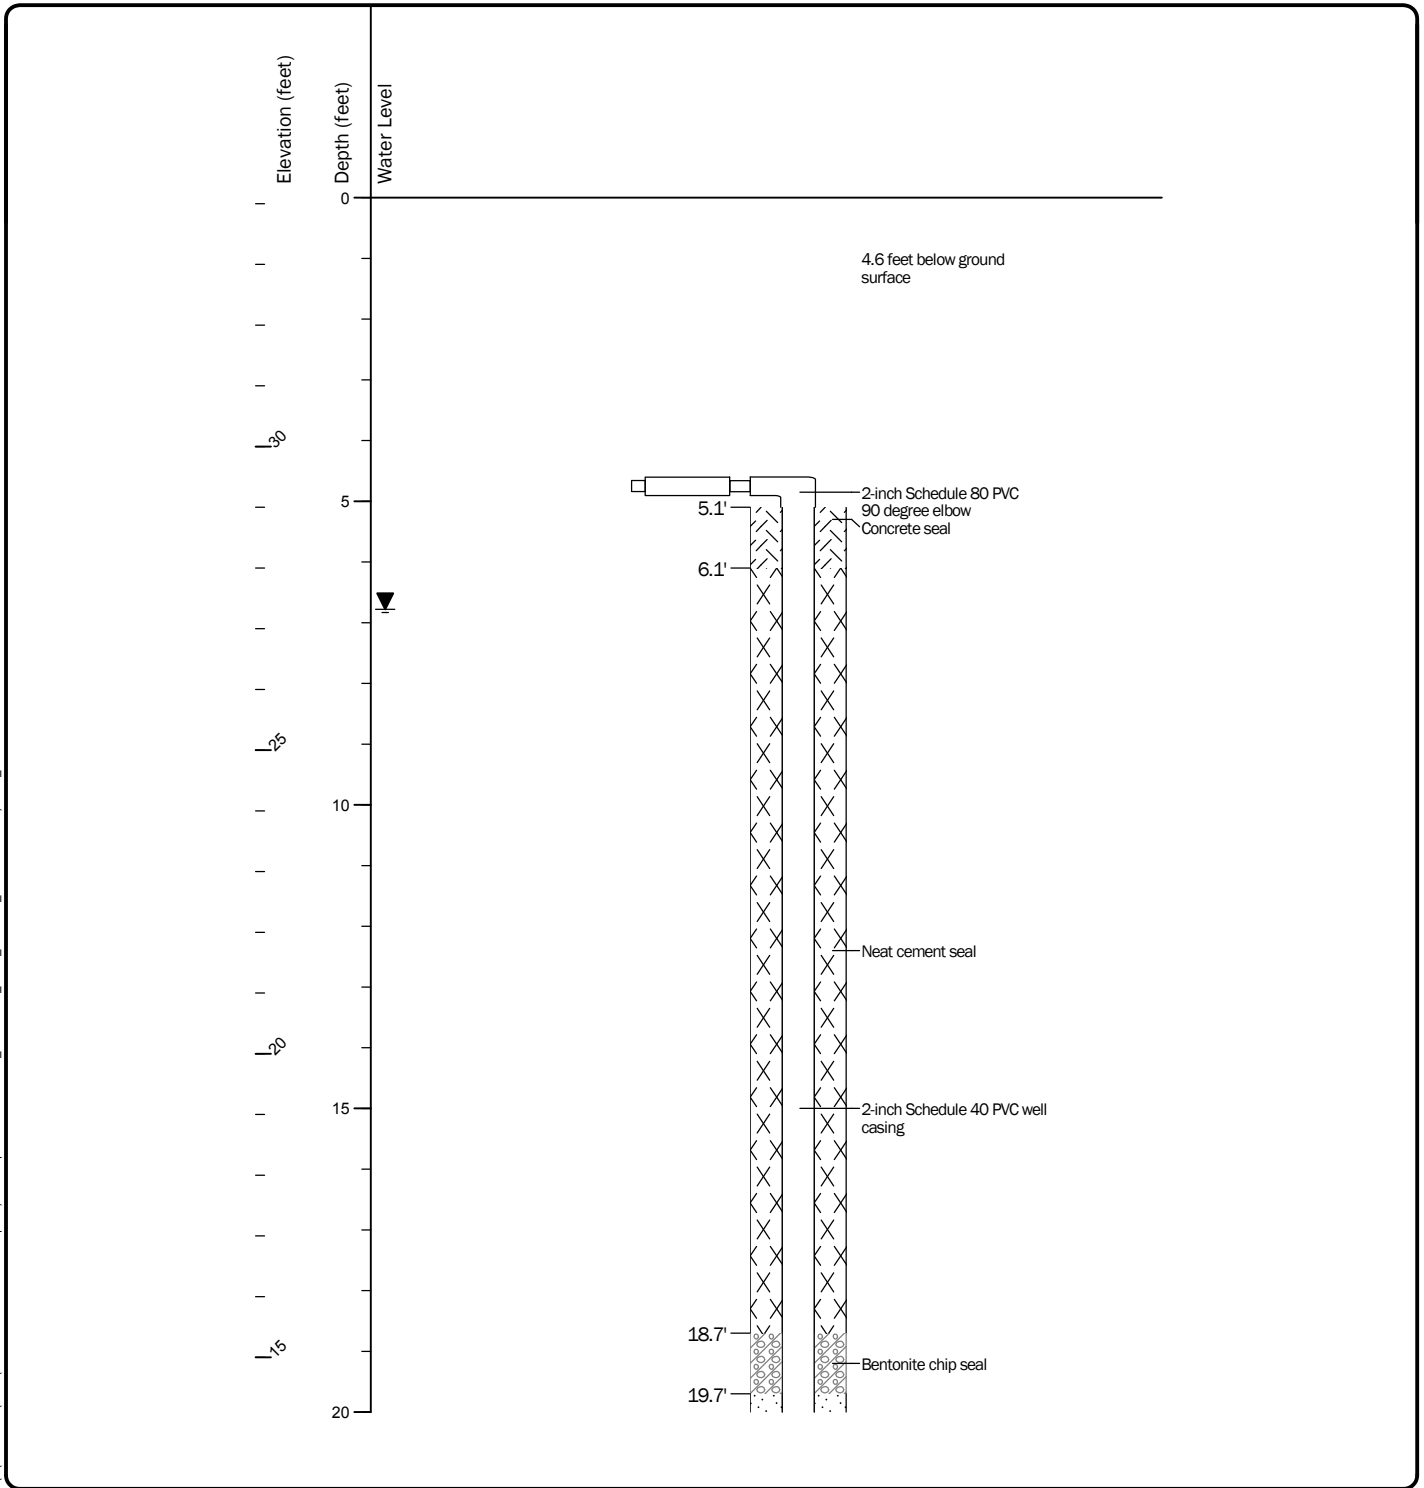 Elevation (feet)
Depth (feet)
Water Level
0
4.6 feet below ground
surface
30
5
2-inch Schedule 80 PVC
5.1'
90 degree elbow
Concrete seal
6.1'
25
10
Neat cement seal
20
15
2-inch Schedule 40 PVC well
casing
18.7'
15
Bentonite chip seal
19.7'
20